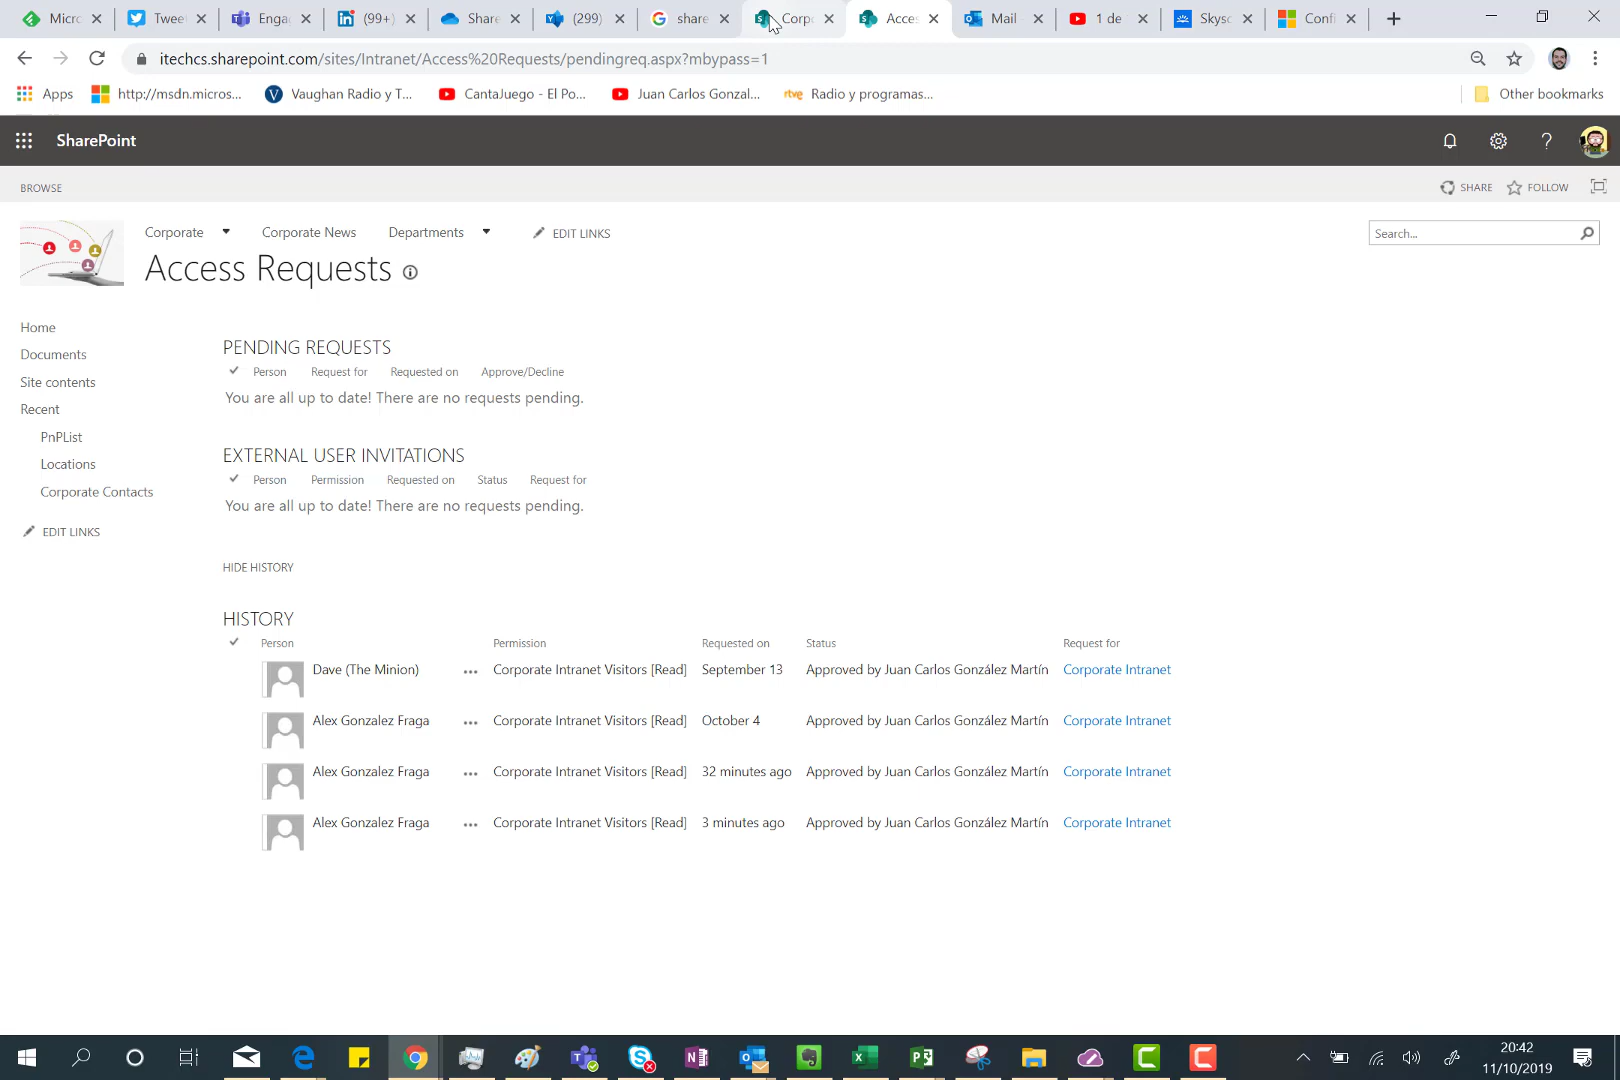 Micro
Tweet
Enga
(99+)
Share
(299)
share
Corpo
Acces
Mail
1 de
Skysc
Confi
itechcs.sharepoint.com/sites/Intranet/Access%20Requests/pendingreq.aspx?mbypass=1
Apps
http://msdn.micros...
Vaughan Radio y T...
CantaJuego - El Po...
Juan Carlos Gonzal...
rtve Radio y programas...
Other bookmarks
SharePoint
BROWSE
SHARE
FOLLOW
Corporate
Corporate News
Departments
EDIT LINKS
Search...
Access Requests
Home
Documents
Site contents
Recent
PnPList
Locations
Corporate Contacts
EDIT LINKS
PENDING REQUESTS
Person Request for Requested on Approve/Decline
You are all up to date! There are no requests pending.
EXTERNAL USER INVITATIONS
Person Permission Requested on Status Request for
You are all up to date! There are no requests pending.
HIDE HISTORY
HISTORY
Person Permission Requested on Status Request for
Dave (The Minion) ... Corporate Intranet Visitors [Read] September 13 Approved by Juan Carlos González Martín Corporate Intranet
Alex Gonzalez Fraga ... Corporate Intranet Visitors [Read] October 4 Approved by Juan Carlos González Martín Corporate Intranet
Alex Gonzalez Fraga ... Corporate Intranet Visitors [Read] 32 minutes ago Approved by Juan Carlos González Martín Corporate Intranet
Alex Gonzalez Fraga ... Corporate Intranet Visitors [Read] 3 minutes ago Approved by Juan Carlos González Martín Corporate Intranet
20:42
11/10/2019